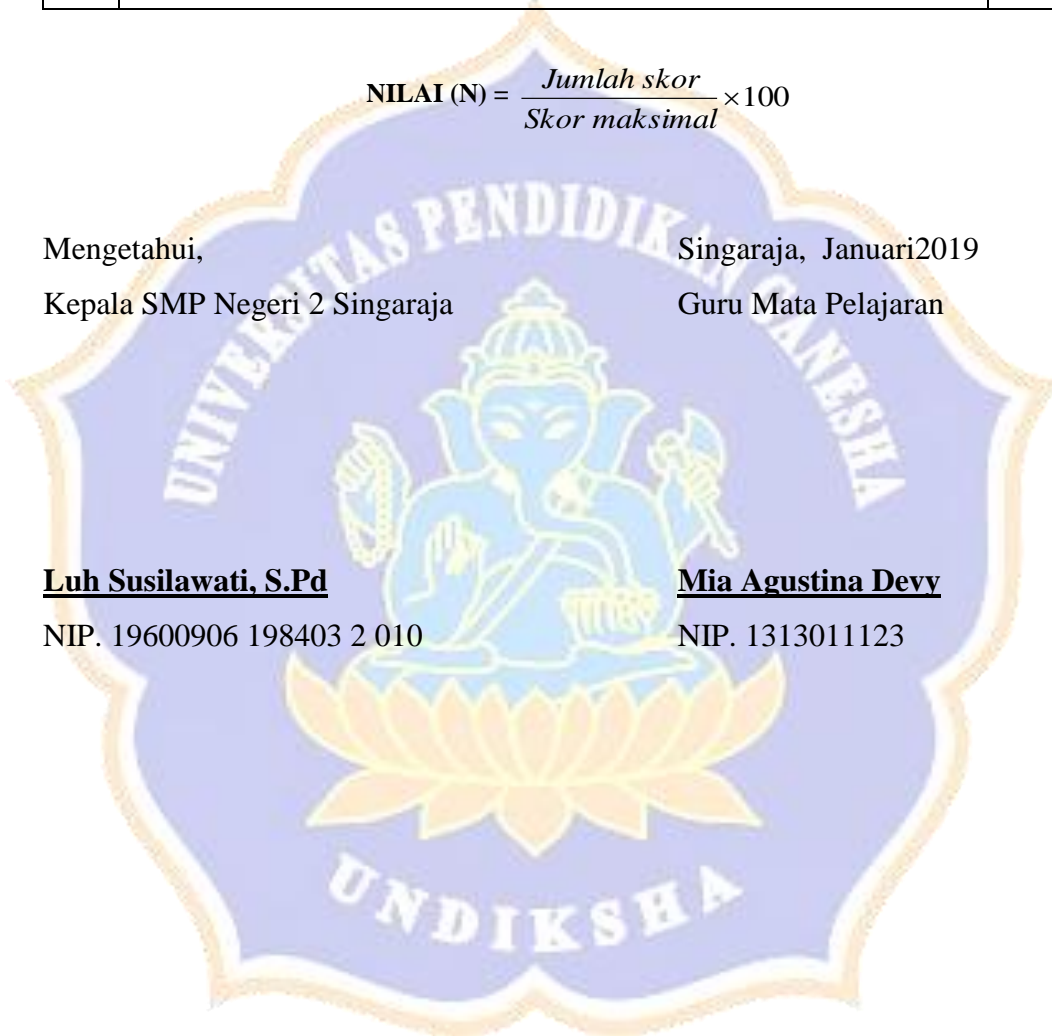 NILAI (N) = Jumlah skor / Skor maksimal ×100
UNIVERSITAS PENDIDIKAN GANESHA
Mengetahui, Singaraja, Januari2019
Kepala SMP Negeri 2 Singaraja Guru Mata Pelajaran
Luh Susilawati, S.Pd Mia Agustina Devy
NIP. 19600906 198403 2 010 NIP. 1313011123
UNDIKSHA